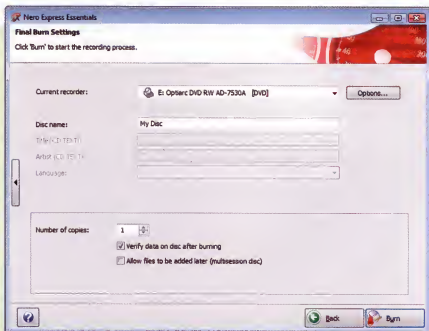 Nero Express Essentials
Final Burn Settings
Click 'Burn' to start the recording process.
Current recorder:
E: Optiarc DVD RW AD-7530A [DVD]
Options...
Disc name:
My Disc
Title (CD TEXT):
Artist (CD TEXT):
Language:
Number of copies:
1
Verify data on disc after burning
Allow files to be added later (multisession disc)
Back
Burn